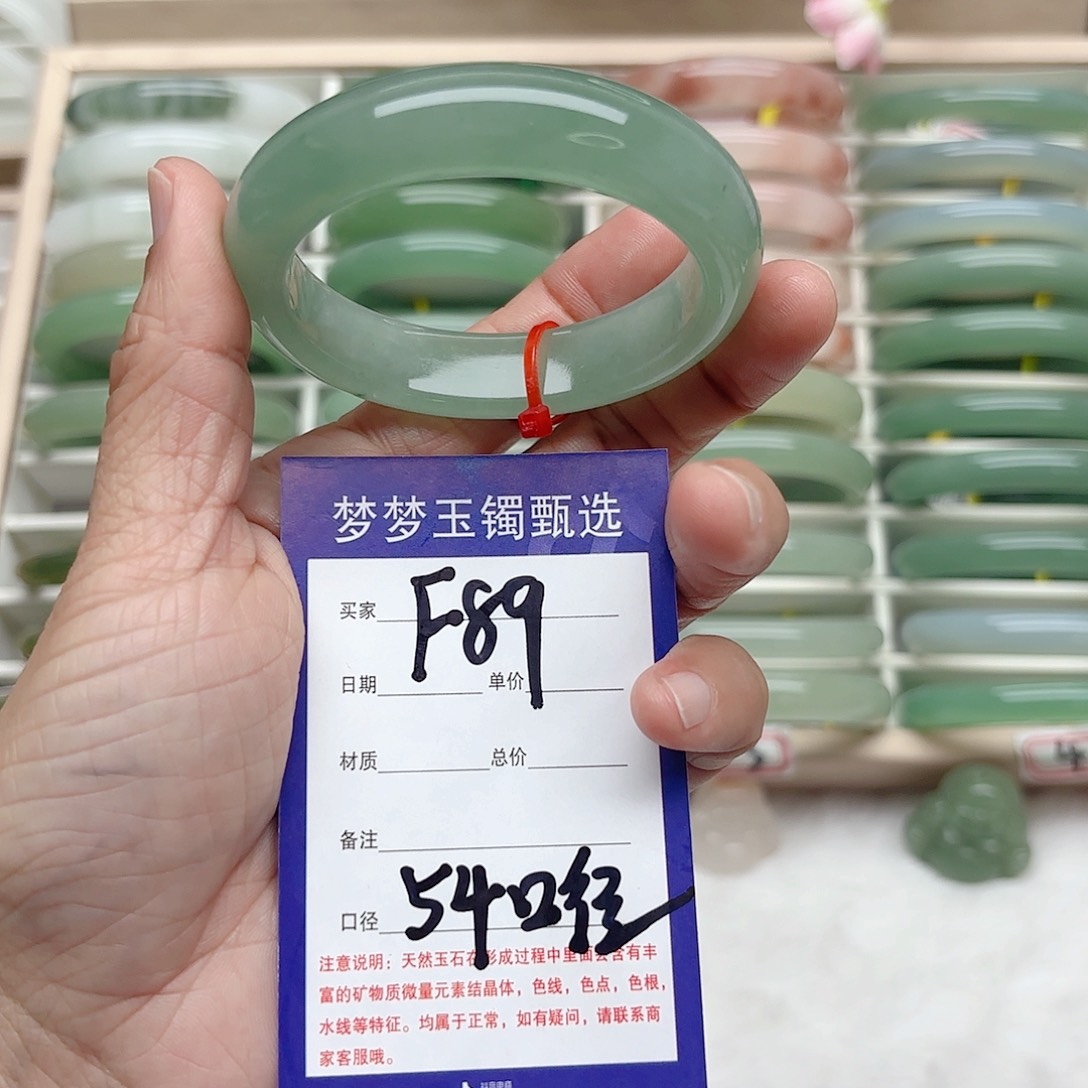 梦梦玉镯甄选
买家 F89
日期 单价
材质 总价
备注
口径 54口径
注意说明：天然玉石在形成过程中里面会含有丰
富的矿物质微量元素结晶体，色线，色点，色根，
水线等特征。均属于正常，如有疑问，请联系商
家客服哦。
4